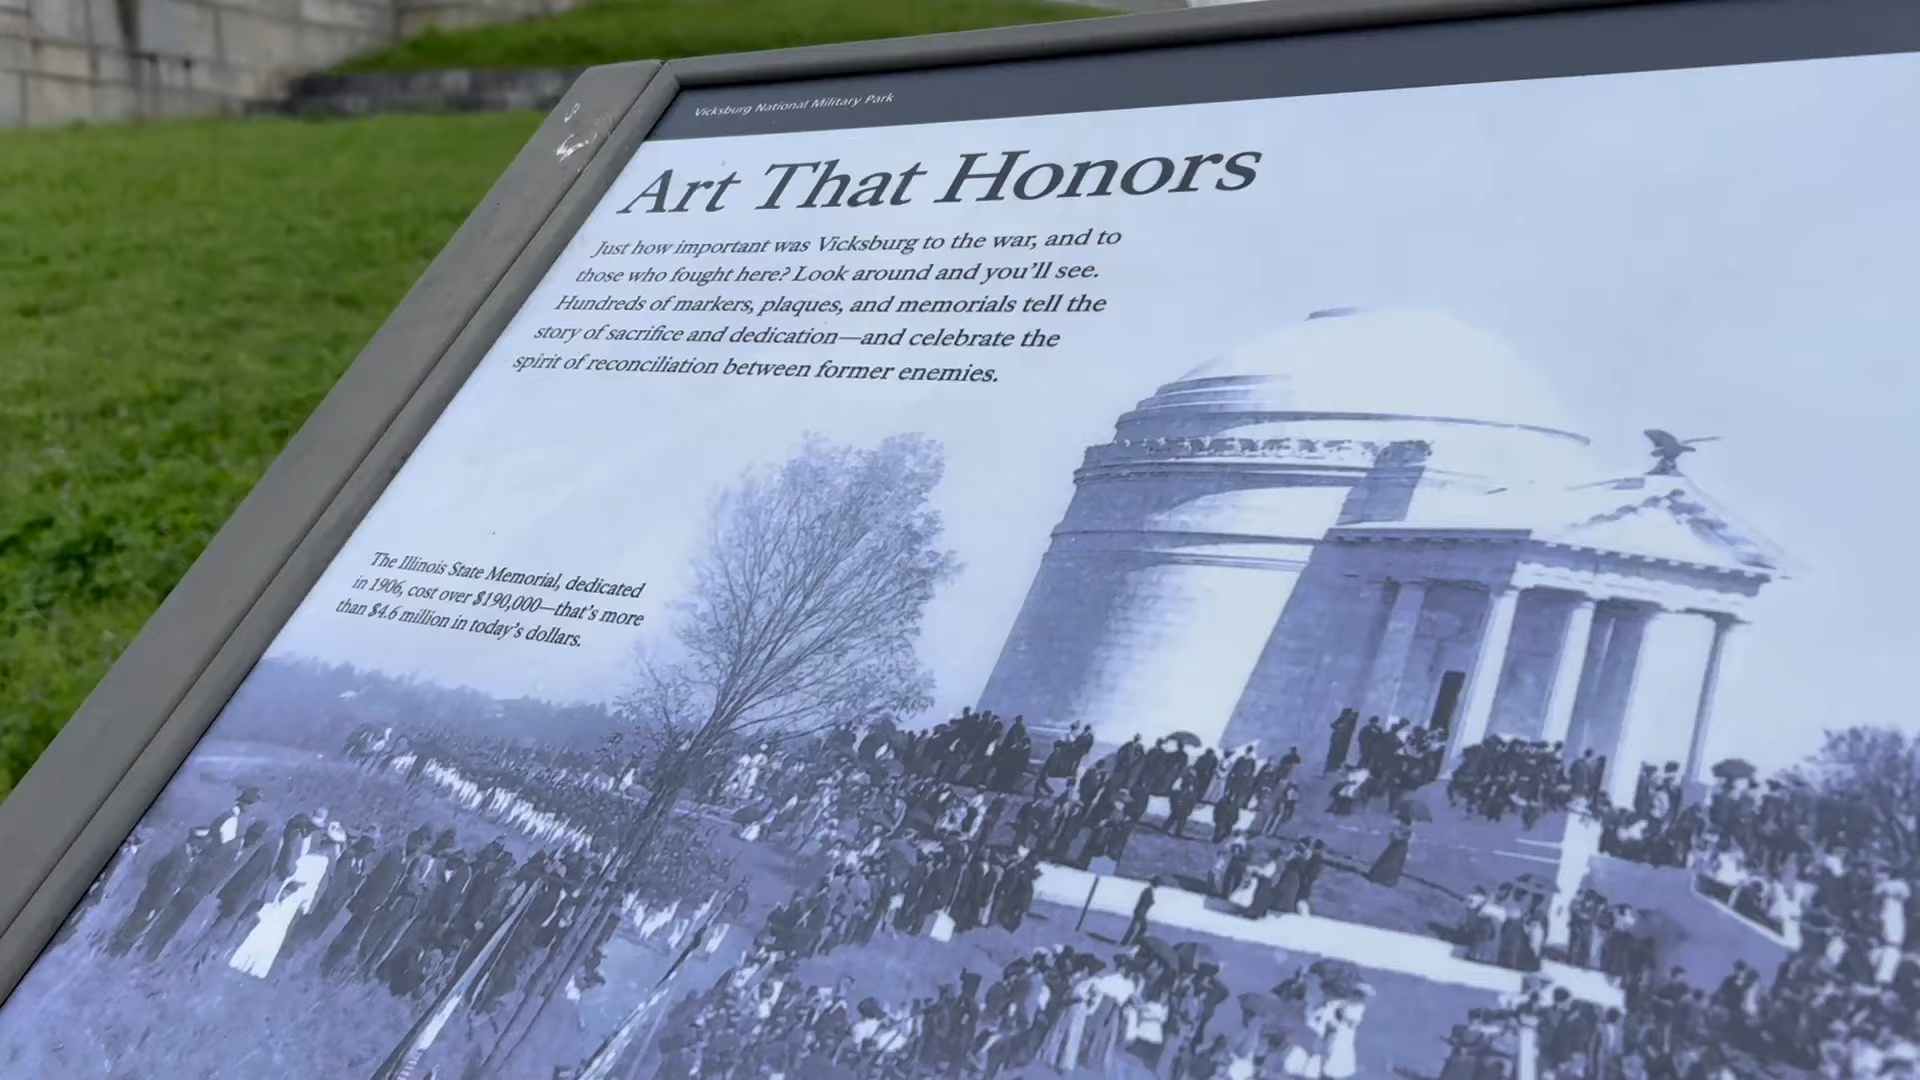 Vicksburg National Military Park
Art That Honors
Just how important was Vicksburg to the war, and to
those who fought here? Look around and you'll see.
Hundreds of markers, plaques, and memorials tell the
story of sacrifice and dedication—and celebrate the
spirit of reconciliation between former enemies.
The Illinois State Memorial, dedicated
in 1906, cost over $190,000—that's more
than $4.6 million in today's dollars.